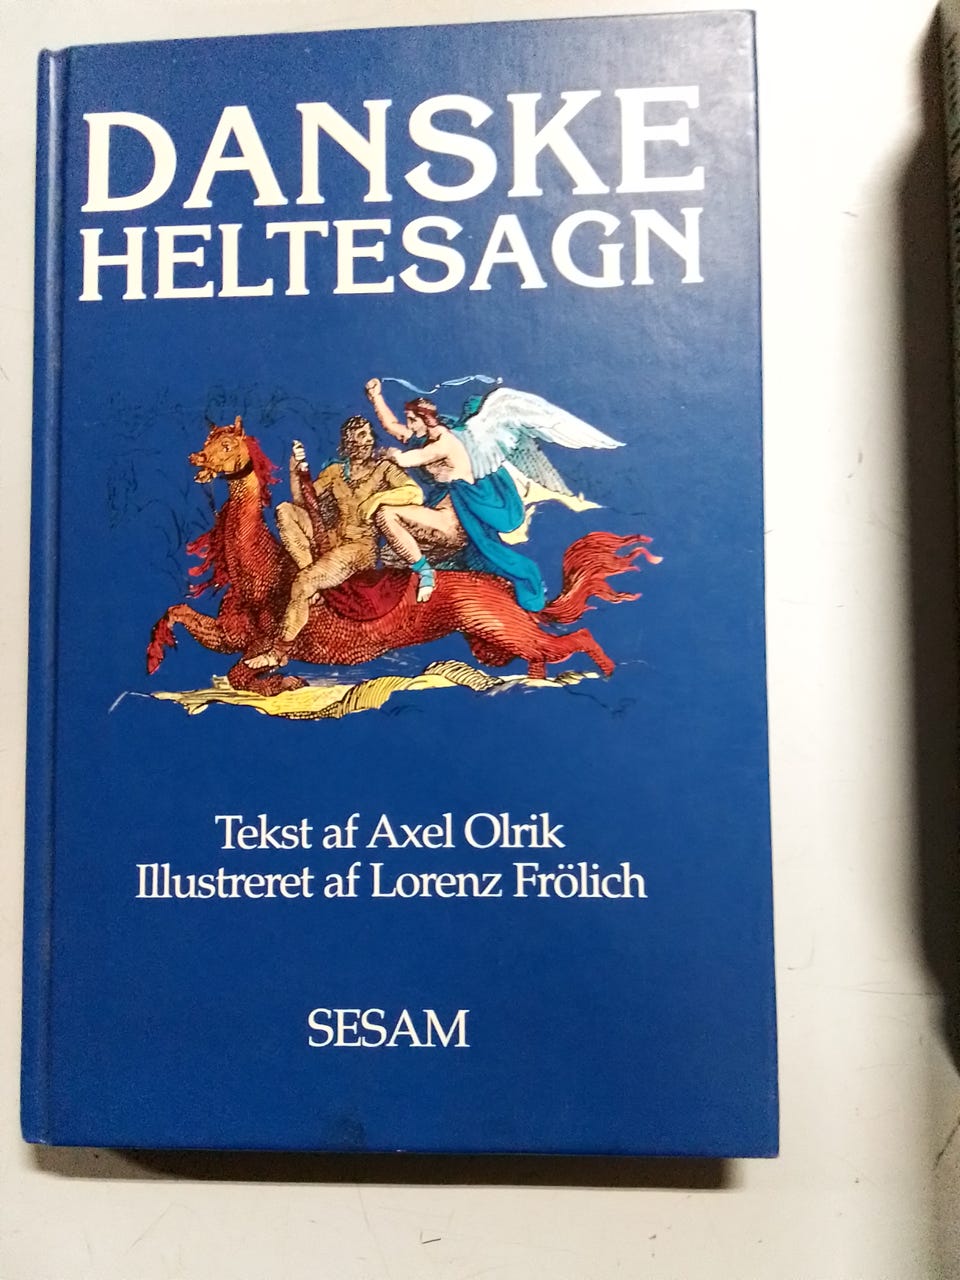 DANSKE
HELTESAGN
Tekst af Axel Olrik
Illustreret af Lorenz Frölich
SESAM